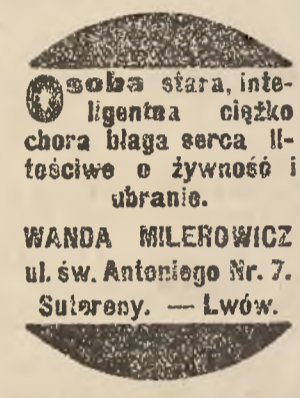 Osoba stara, inte-
ligentna ciężko
chora błaga serca li-
tościwe o żywność i
ubranie.
WANDA MILEROWICZ
ul. św. Antoniego Nr. 7.
Sutereny. — Lwów.